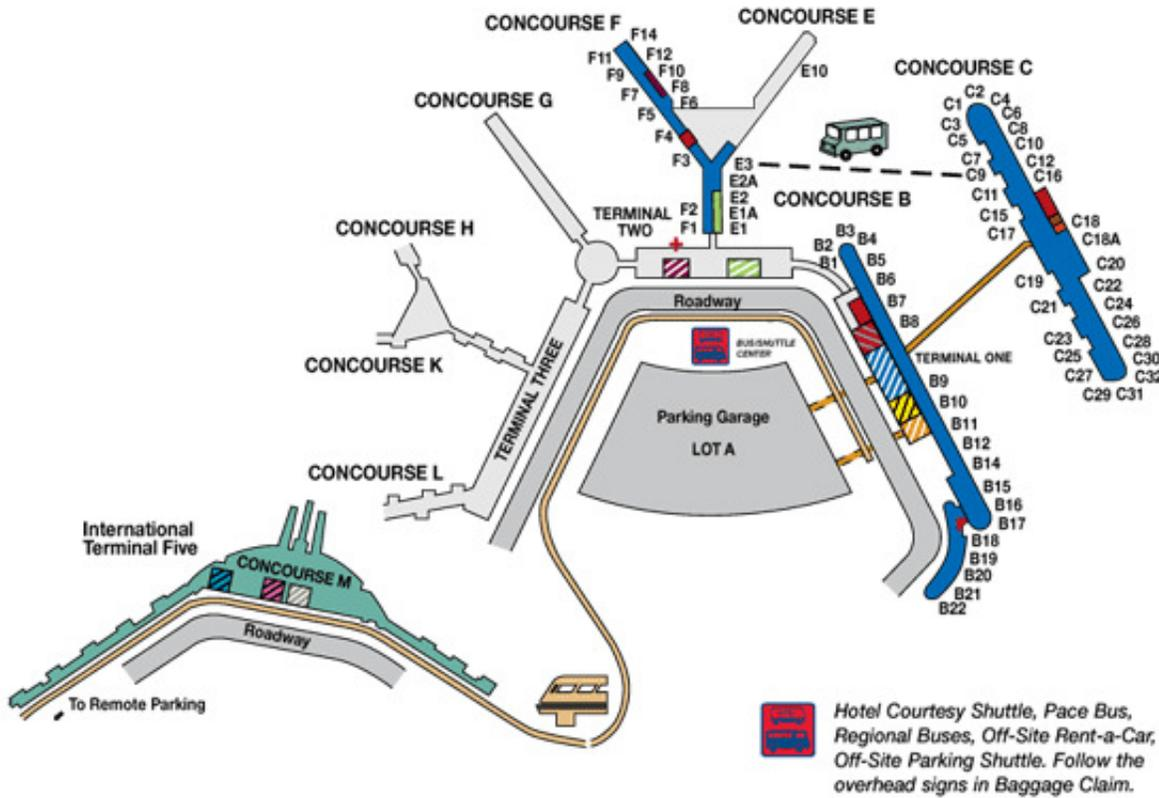 CONCOURSE F
CONCOURSE E
F14
F12
F11
F10
F9
F8
F7
F6
F5
F4
F3
F2
F1
E10
E3
E2A
E2
E1A
E1
CONCOURSE C
C2
C1
C4
C6
C3
C8
C5
C10
C7
C12
C9
C16
C11
C15
C18
C17
C18A
C20
C19
C22
C21
C24
C26
C23
C28
C25
C30
C27
C32
C29
C31
CONCOURSE G
CONCOURSE B
B3
B2
B4
B1
B5
B6
B7
B8
TERMINAL ONE
B9
B10
B11
B12
B14
B15
B16
B17
B18
B19
B20
B21
B22
TERMINAL
TWO
CONCOURSE H
Roadway
BUS/SHUTTLE
CENTER
CONCOURSE K
TERMINAL THREE
Parking Garage
LOT A
CONCOURSE L
International
Terminal Five
CONCOURSE M
Roadway
To Remote Parking
Hotel Courtesy Shuttle, Pace Bus,
Regional Buses, Off-Site Rent-a-Car,
Off-Site Parking Shuttle. Follow the
overhead signs in Baggage Claim.